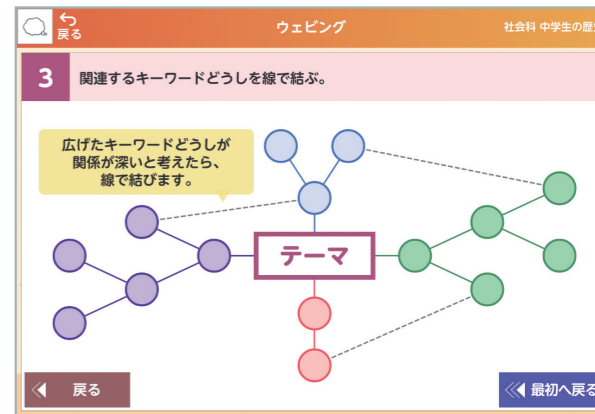 戻る
ウェビング
社会科 中学生の歴
3
関連するキーワードどうしを線で結ぶ。
広げたキーワードどうしが
関係が深いと考えたら、
線で結びます。
テーマ
戻る
最初へ戻る